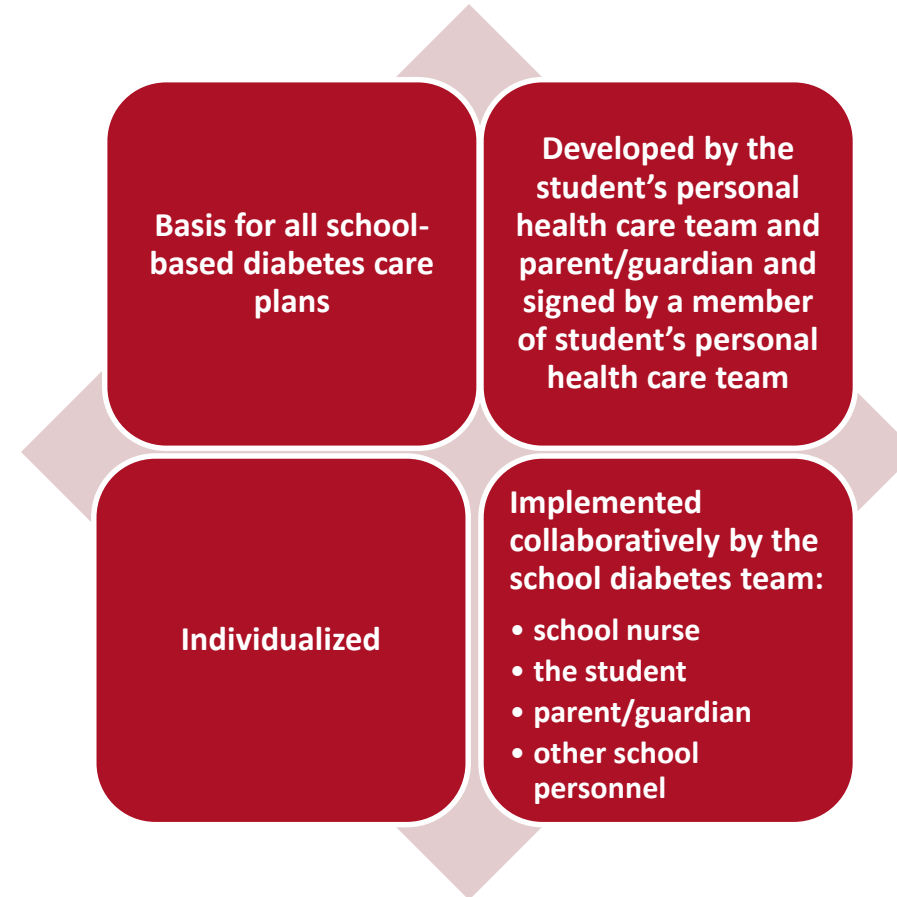 Basis for all school-
based diabetes care
plans
Developed by the
student’s personal
health care team and
parent/guardian and
signed by a member
of student’s personal
health care team
Individualized
Implemented
collaboratively by the
school diabetes team:
• school nurse
• the student
• parent/guardian
• other school
personnel